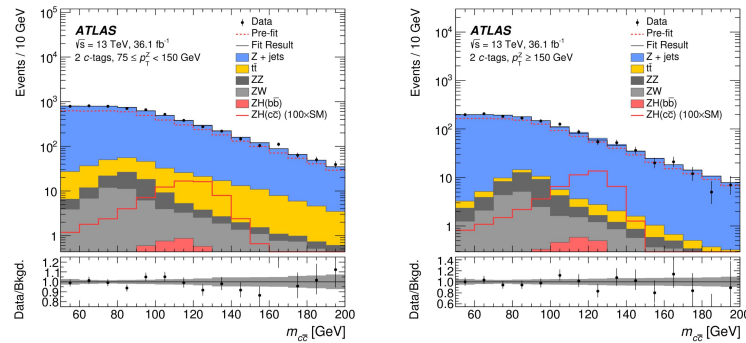 ATLAS
√s = 13 TeV, 36.1 fb⁻¹
2 c-tags, 75 ≤ p_T^Z < 150 GeV
Data
Pre-fit
Fit Result
Z + jets
tt̄
ZZ
ZW
ZH(bb̄)
ZH(cc̄) (100×SM)
Events / 10 GeV
10⁵
10⁴
10³
10²
10
1
Data/Bkgd.
1.2
1.1
1.0
0.9
0.8
60 80 100 120 140 160 180 200
m_cc̄ [GeV]
ATLAS
√s = 13 TeV, 36.1 fb⁻¹
2 c-tags, p_T^Z ≥ 150 GeV
Data
Pre-fit
Fit Result
Z + jets
tt̄
ZZ
ZW
ZH(bb̄)
ZH(cc̄) (100×SM)
Events / 10 GeV
10⁴
10³
10²
10
1
Data/Bkgd.
1.4
1.2
1.0
0.8
0.6
60 80 100 120 140 160 180 200
m_cc̄ [GeV]